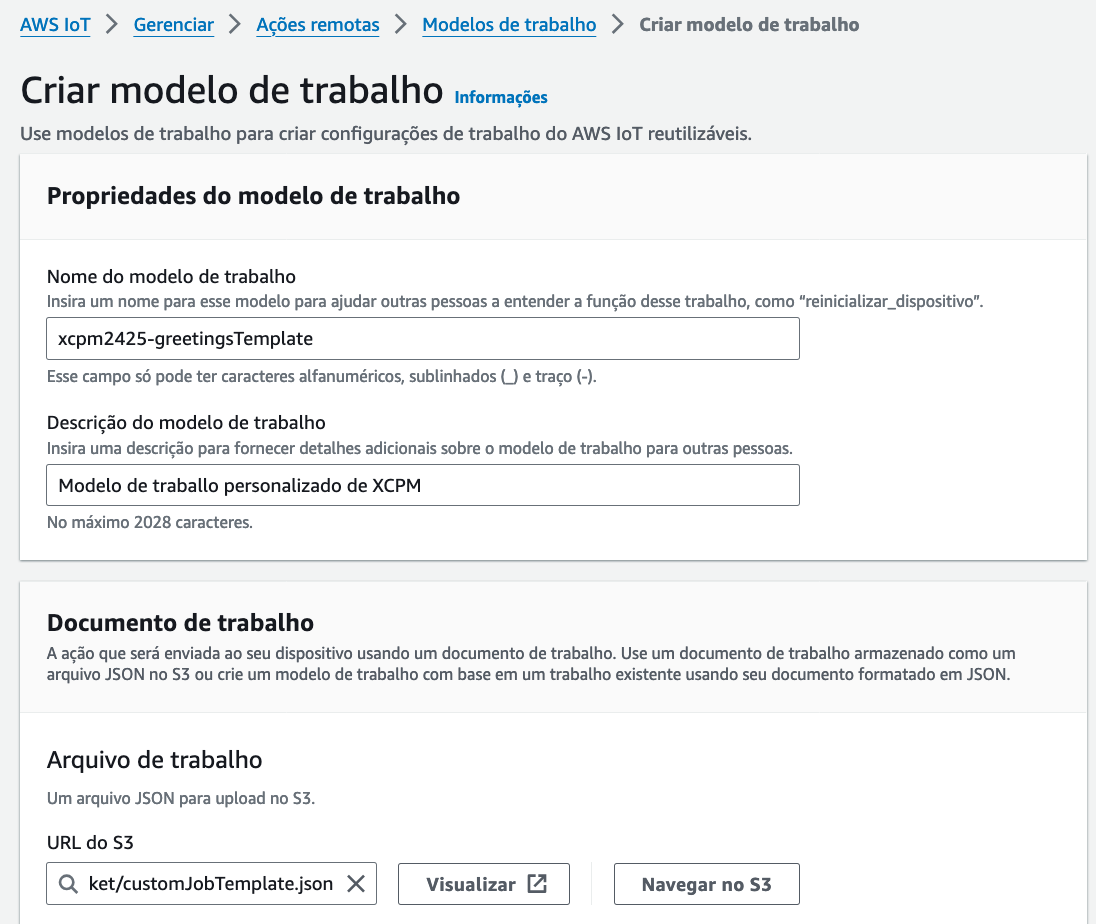 AWS IoT > Gerenciar > Ações remotas > Modelos de trabalho > Criar modelo de trabalho
Criar modelo de trabalho Informações
Use modelos de trabalho para criar configurações de trabalho do AWS IoT reutilizáveis.
Propriedades do modelo de trabalho
Nome do modelo de trabalho
Insira um nome para esse modelo para ajudar outras pessoas a entender a função desse trabalho, como “reinicializar_dispositivo”.
xcpm2425-greetingsTemplate
Esse campo só pode ter caracteres alfanuméricos, sublinhados (_) e traço (-).
Descrição do modelo de trabalho
Insira uma descrição para fornecer detalhes adicionais sobre o modelo de trabalho para outras pessoas.
Modelo de traballo personalizado de XCPM
No máximo 2028 caracteres.
Documento de trabalho
A ação que será enviada ao seu dispositivo usando um documento de trabalho. Use um documento de trabalho armazenado como um
arquivo JSON no S3 ou crie um modelo de trabalho com base em um trabalho existente usando seu documento formatado em JSON.
Arquivo de trabalho
Um arquivo JSON para upload no S3.
URL do S3
ket/customJobTemplate.json Visualizar Navegar no S3